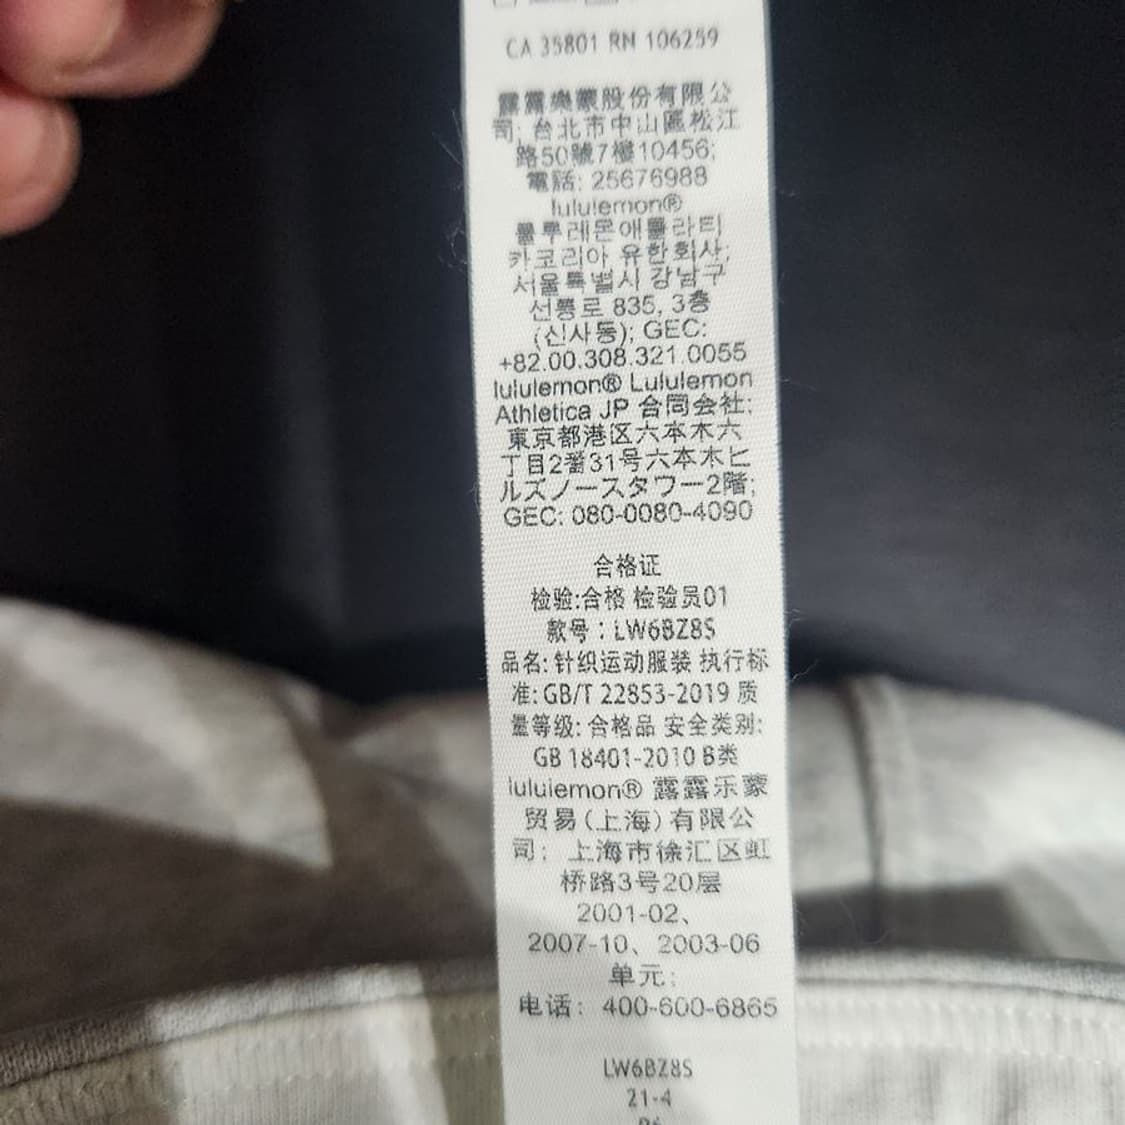 CA 35801 RN 106259
露露樂蒙股份有限公
司; 台北市中山區松江
路50號7樓10456;
電話: 25676988
lululemon®
룰루레몬애틀라티
카코리아 유한회사;
서울특별시 강남구
선릉로 835, 3층
(신사동); GEC:
+82.00.308.321.0055
lululemon® Lululemon
Athletica JP 合同会社;
東京都港区六本木六
丁目2番31号六本木ヒ
ルズノースタワー2階;
GEC: 080-0080-4090
合格证
检验:合格 检验员01
款号：LW6BZ8S
品名: 针织运动服装 执行标
准: GB/T 22853-2019 质
量等级: 合格品 安全类别:
GB 18401-2010 B类
lululemon® 露露乐蒙
贸易（上海）有限公
司：上海市徐汇区虹
桥路3号20层
2001-02、
2007-10、2003-06
单元;
电话：400-600-6865
LW6BZ8S
21-4